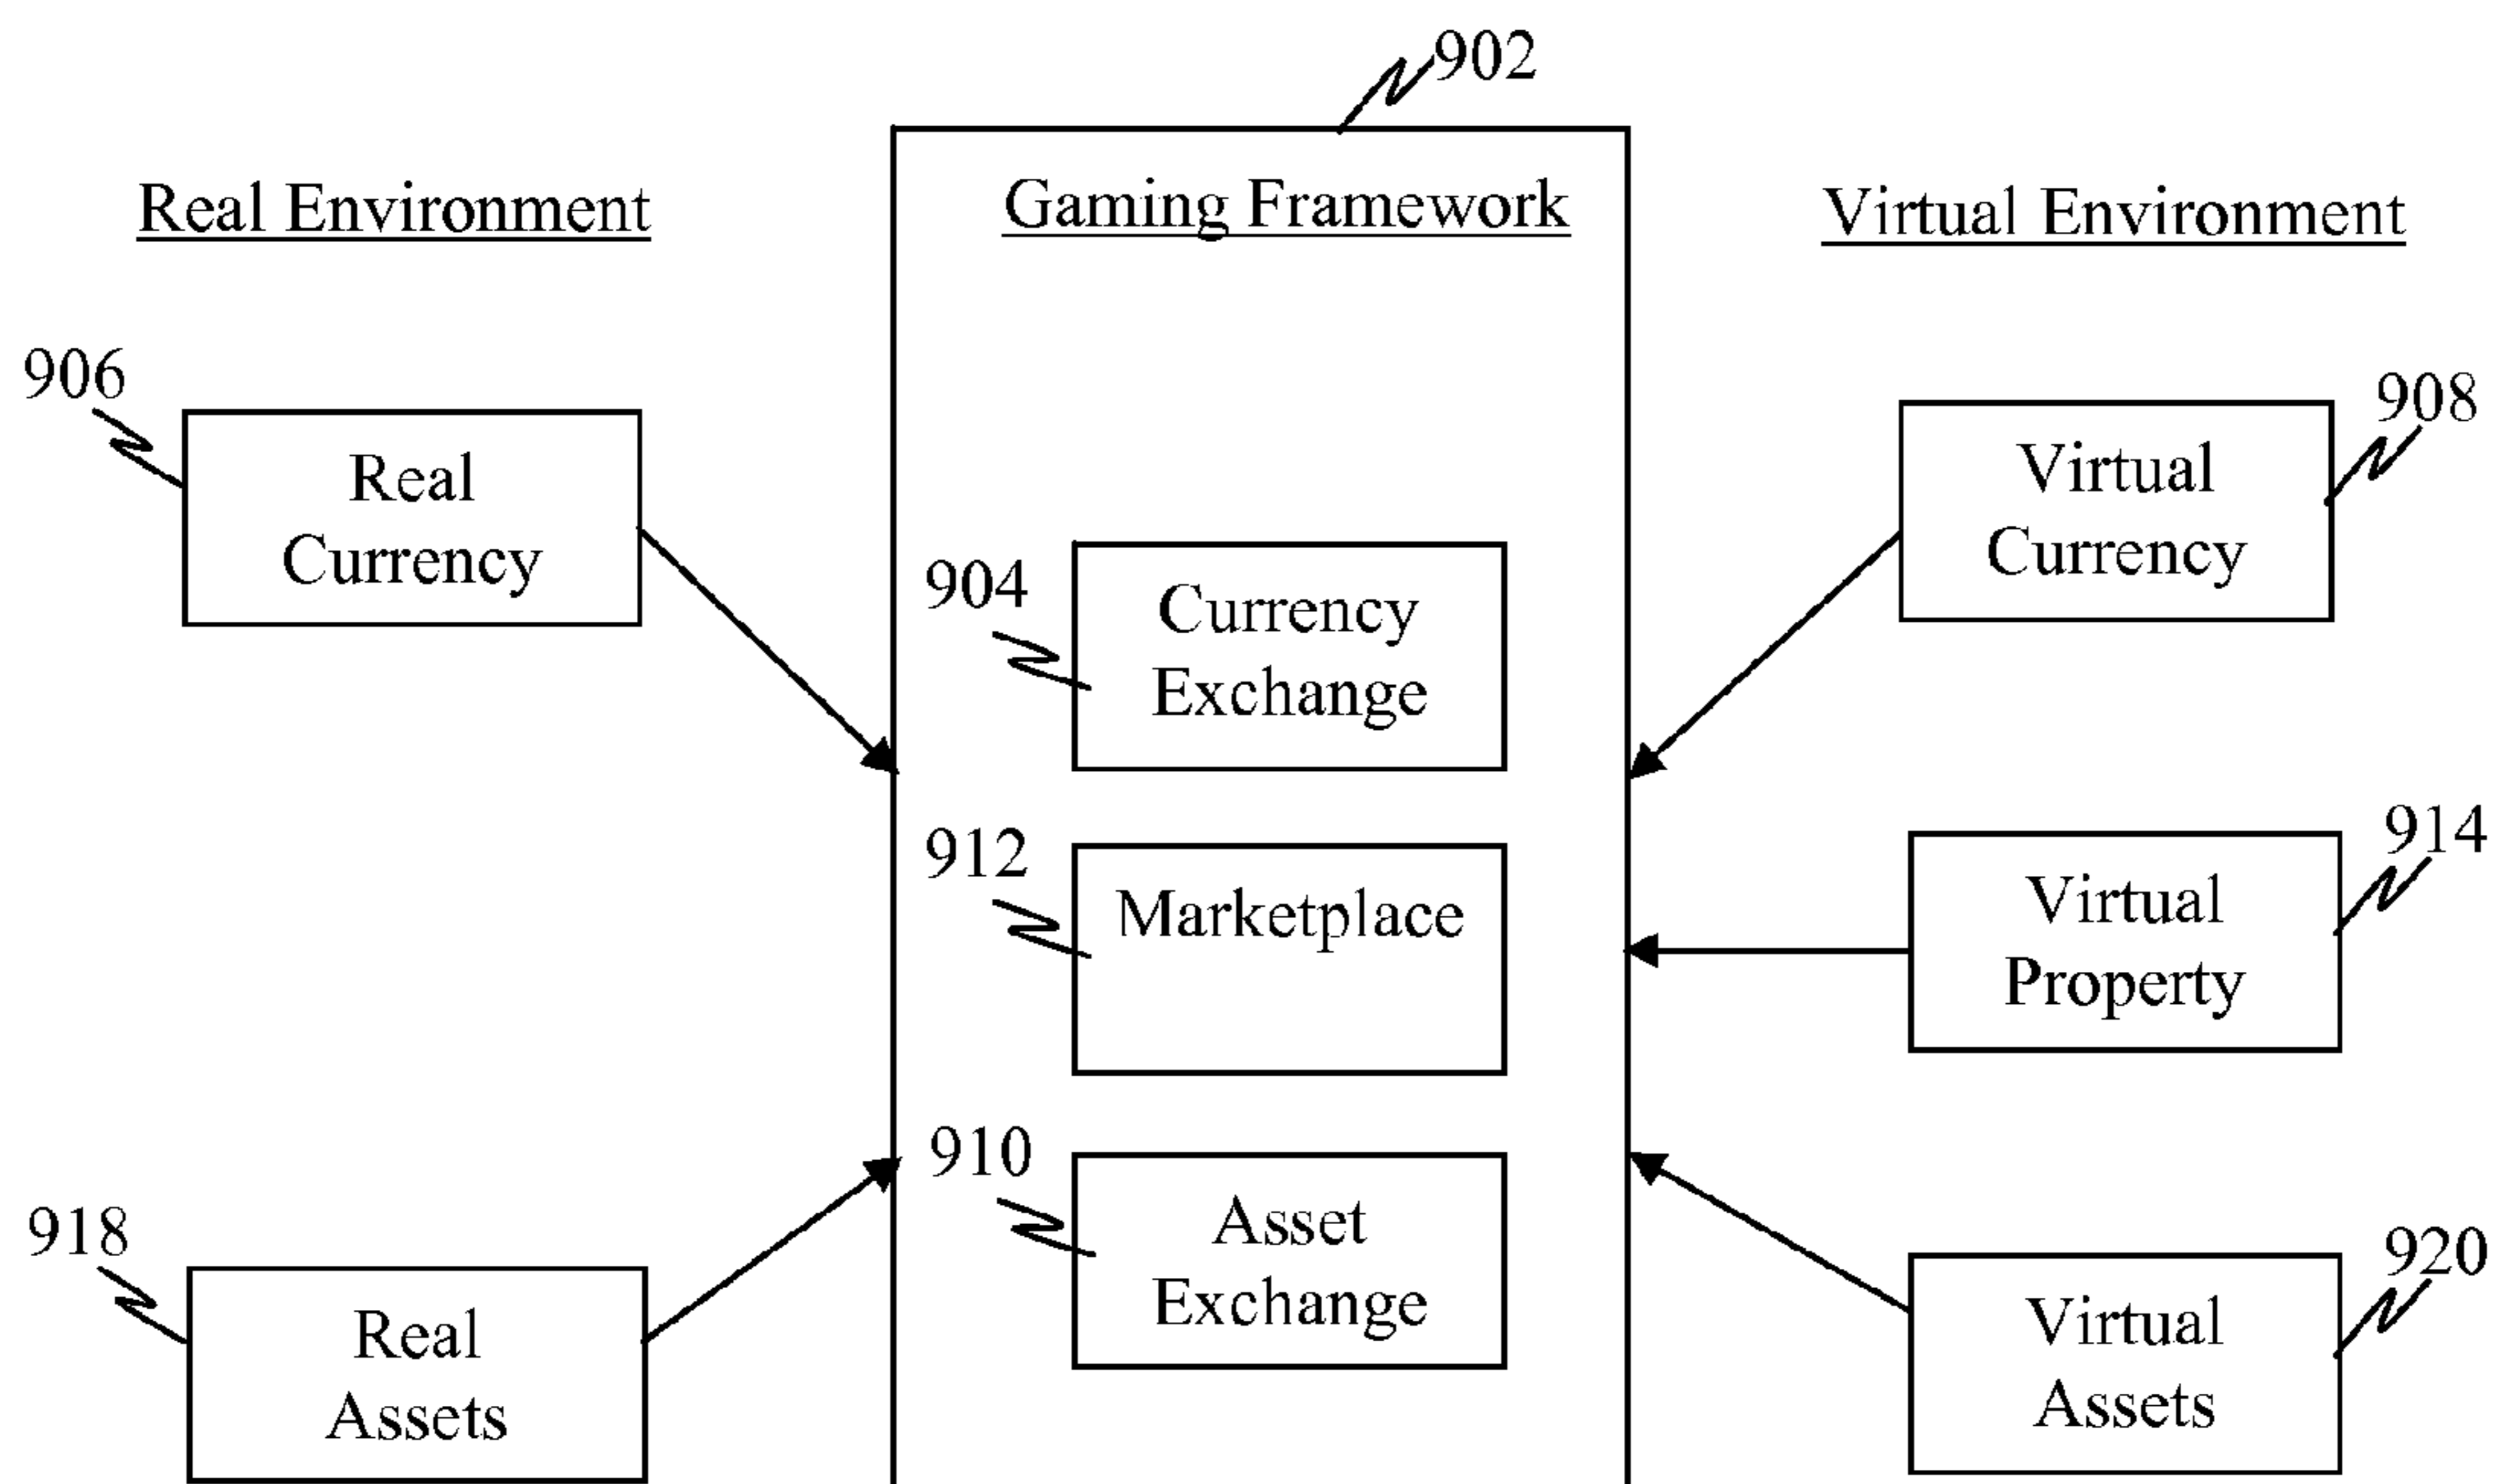 902
Real Environment
Gaming Framework
Virtual Environment
906
Real
Currency
908
Virtual
Currency
904
Currency
Exchange
912
Marketplace
914
Virtual
Property
910
Asset
Exchange
918
Real
Assets
920
Virtual
Assets